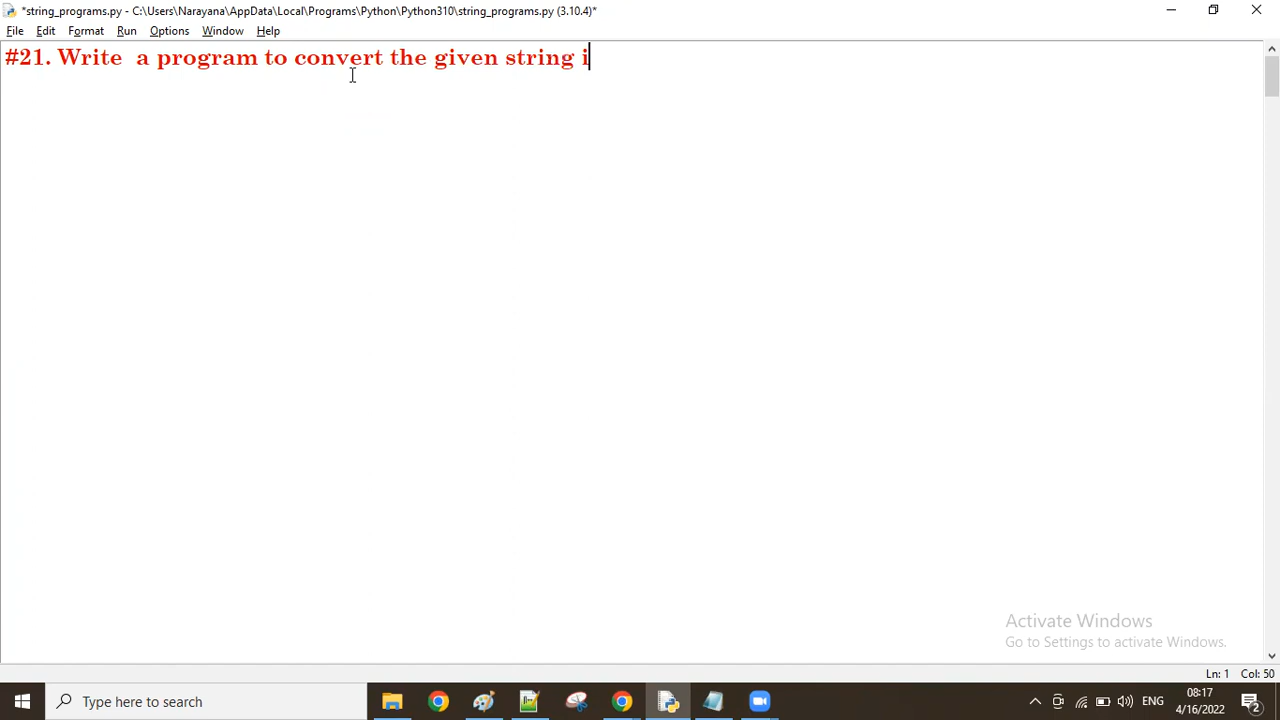 *string_programs.py - C:\Users\Narayana\AppData\Local\Programs\Python\Python310\string_programs.py (3.10.4)*
File Edit Format Run Options Window Help
#21. Write  a program to convert the given string i
Activate Windows
Go to Settings to activate Windows.
Ln: 1 Col: 50
Type here to search
ENG
08:17
4/16/2022
2